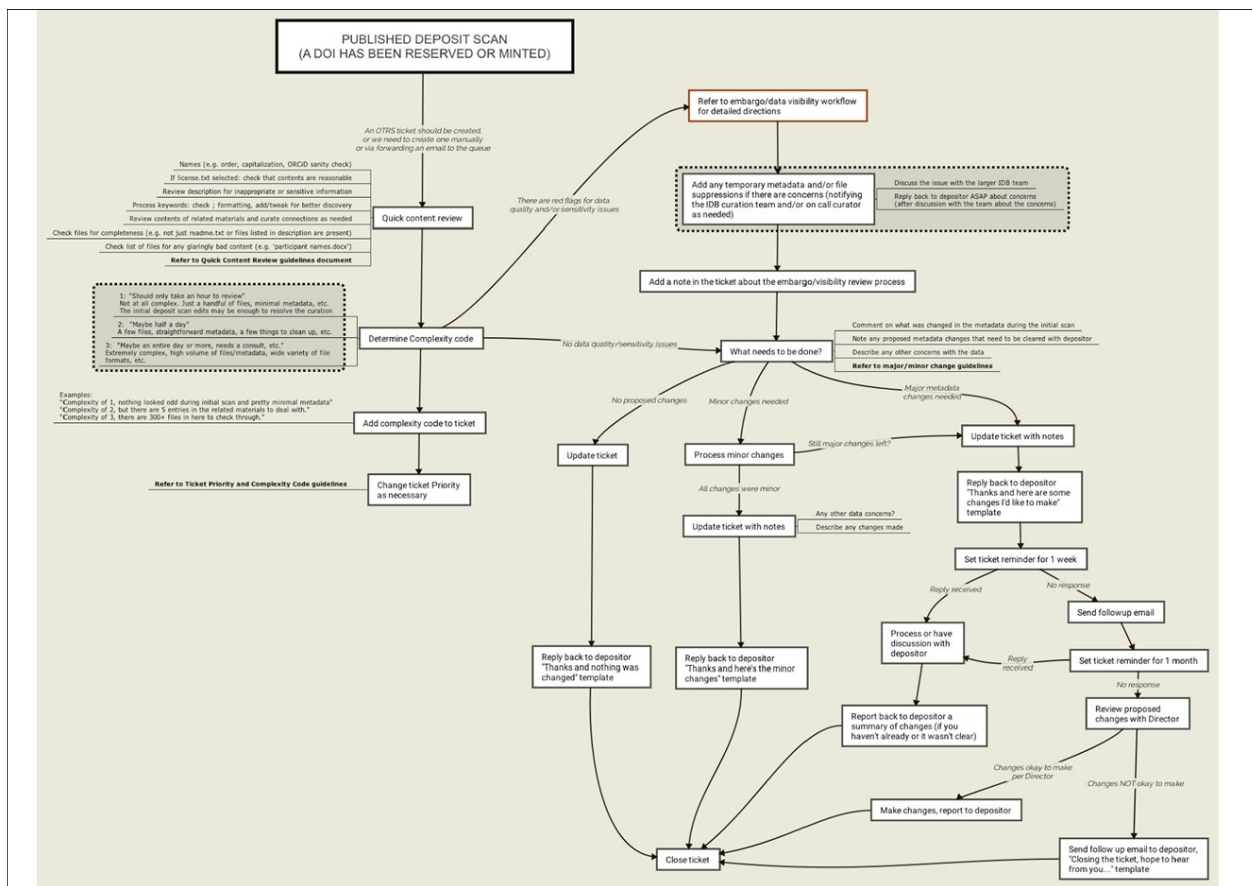 PUBLISHED DEPOSIT SCAN
(A DOI HAS BEEN RESERVED OR MINTED)
An OTRS ticket should be created,
or we need to create one manually
or via forwarding an email to the queue
Names (e.g. order, capitalization, ORCiD sanity check)
If license.txt selected: check that contents are reasonable
Review description for inappropriate or sensitive information
Process keywords: check ; formatting, add/tweak for better discovery
Review contents of related materials and curate connections as needed
Check files for completeness (e.g. not just readme.txt or files listed in description are present)
Check list of files for any glaringly bad content (e.g. 'participant names.docx')
Refer to Quick Content Review guidelines document
Quick content review
1: "Should only take an hour to review"
Not at all complex. Just a handful of files, minimal metadata, etc.
The initial deposit scan edits may be enough to resolve the curation
2: "Maybe half a day"
A few files, straightforward metadata, a few things to clean up, etc.
3: "Maybe an entire day or more, needs a consult, etc."
Extremely complex, high volume of files/metadata, wide variety of file
formats, etc.
Determine Complexity code
Examples:
"Complexity of 1, nothing looked odd during initial scan and pretty minimal metadata"
"Complexity of 2, but there are 5 entries in the related materials to deal with."
"Complexity of 3, there are 300+ files in here to check through."
Add complexity code to ticket
Refer to Ticket Priority and Complexity Code guidelines
Change ticket Priority
as necessary
There are red flags for data
quality and/or sensitivity issues
No data quality/sensitivity issues
Refer to embargo/data visibility workflow
for detailed directions
Add any temporary metadata and/or file
suppressions if there are concerns (notifying
the IDB curation team and/or on call curator
as needed)
Discuss the issue with the larger IDB team
Reply back to depositor ASAP about concerns
(after discussion with the team about the concerns)
Add a note in the ticket about the embargo/visibility review process
What needs to be done?
Comment on what was changed in the metadata during the initial scan
Note any proposed metadata changes that need to be cleared with depositor
Describe any other concerns with the data
Refer to major/minor change guidelines
No proposed changes
Minor changes needed
Major metadata
changes needed
Update ticket
Process minor changes
Still major changes left?
Update ticket with notes
All changes were minor
Update ticket with notes
Any other data concerns?
Describe any changes made
Reply back to depositor
"Thanks and here are some
changes I'd like to make"
template
Set ticket reminder for 1 week
Reply received
No response
Send followup email
Process or have
discussion with
depositor
Reply
received
Set ticket reminder for 1 month
No response
Reply back to depositor
"Thanks and nothing was
changed" template
Reply back to depositor
"Thanks and here's the minor
changes" template
Report back to depositor a
summary of changes (if you
haven't already or it wasn't clear)
Review proposed
changes with Director
Changes okay to make
per Director
Changes NOT okay to make
Make changes, report to depositor
Close ticket
Send follow up email to depositor,
"Closing the ticket, hope to hear
from you..." template